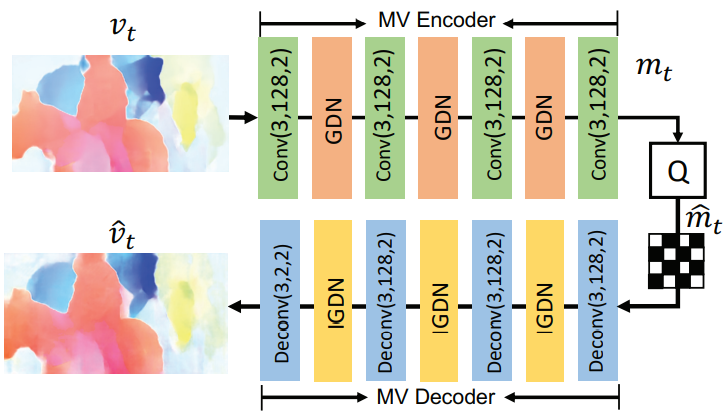 MV Encoder
v_t
Conv(3,128,2)
GDN
Conv(3,128,2)
GDN
Conv(3,128,2)
GDN
Conv(3,128,2)
m_t
Q
m̂_t
v̂_t
Deconv(3,2,2)
IGDN
Deconv(3,128,2)
IGDN
Deconv(3,128,2)
IGDN
Deconv(3,128,2)
MV Decoder